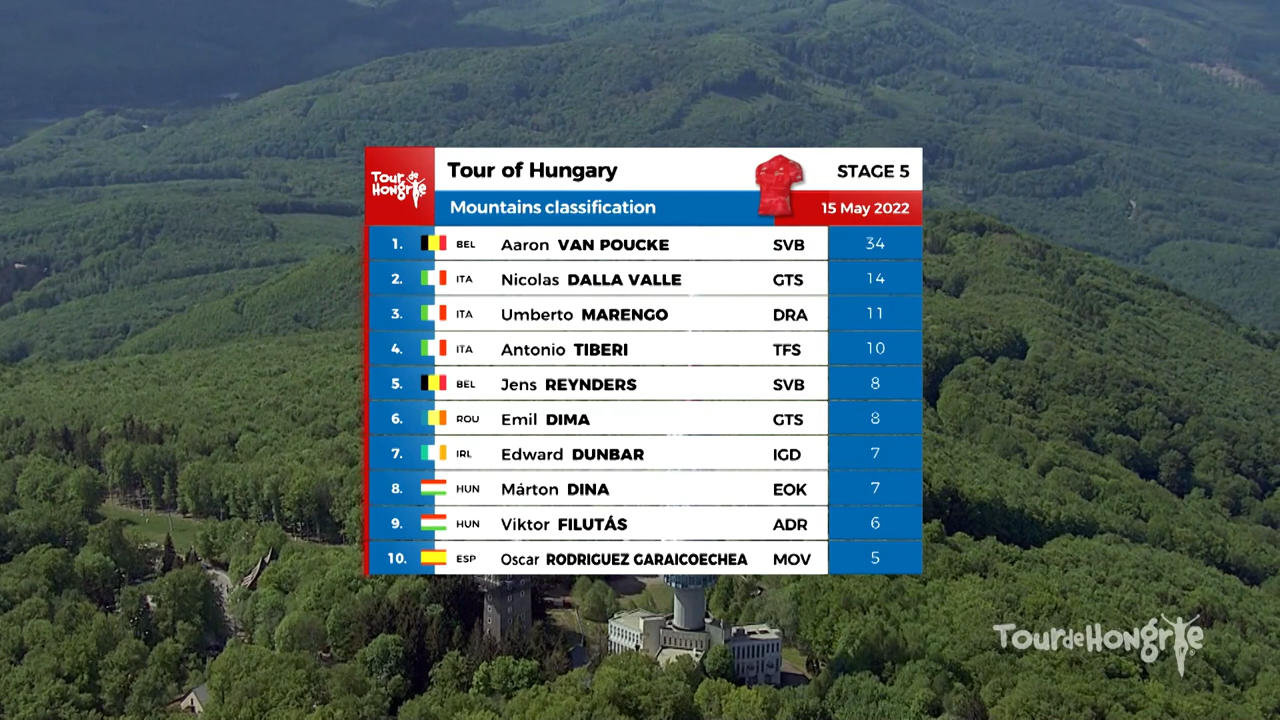 Tour de Hongrie
Tour of Hungary
STAGE 5
Mountains classification
15 May 2022
1. BEL Aaron VAN POUCKE SVB 34
2. ITA Nicolas DALLA VALLE GTS 14
3. ITA Umberto MARENGO DRA 11
4. ITA Antonio TIBERI TFS 10
5. BEL Jens REYNDERS SVB 8
6. ROU Emil DIMA GTS 8
7. IRL Edward DUNBAR IGD 7
8. HUN Márton DINA EOK 7
9. HUN Viktor FILUTÁS ADR 6
10. ESP Oscar RODRIGUEZ GARAICOECHEA MOV 5
Tour de Hongrie